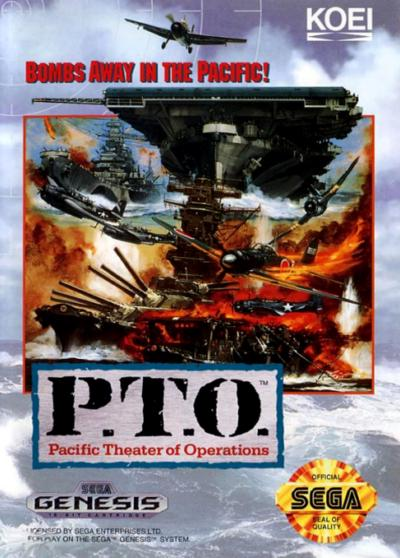 KOEI
BOMBS AWAY IN THE PACIFIC!
P.T.O.™
Pacific Theater of Operations
SEGA
GENESIS
16-BIT CARTRIDGE
LICENSED BY SEGA ENTERPRISES LTD.
FOR PLAY ON THE SEGA™ GENESIS™ SYSTEM.
OFFICIAL
SEGA
SEAL OF
QUALITY